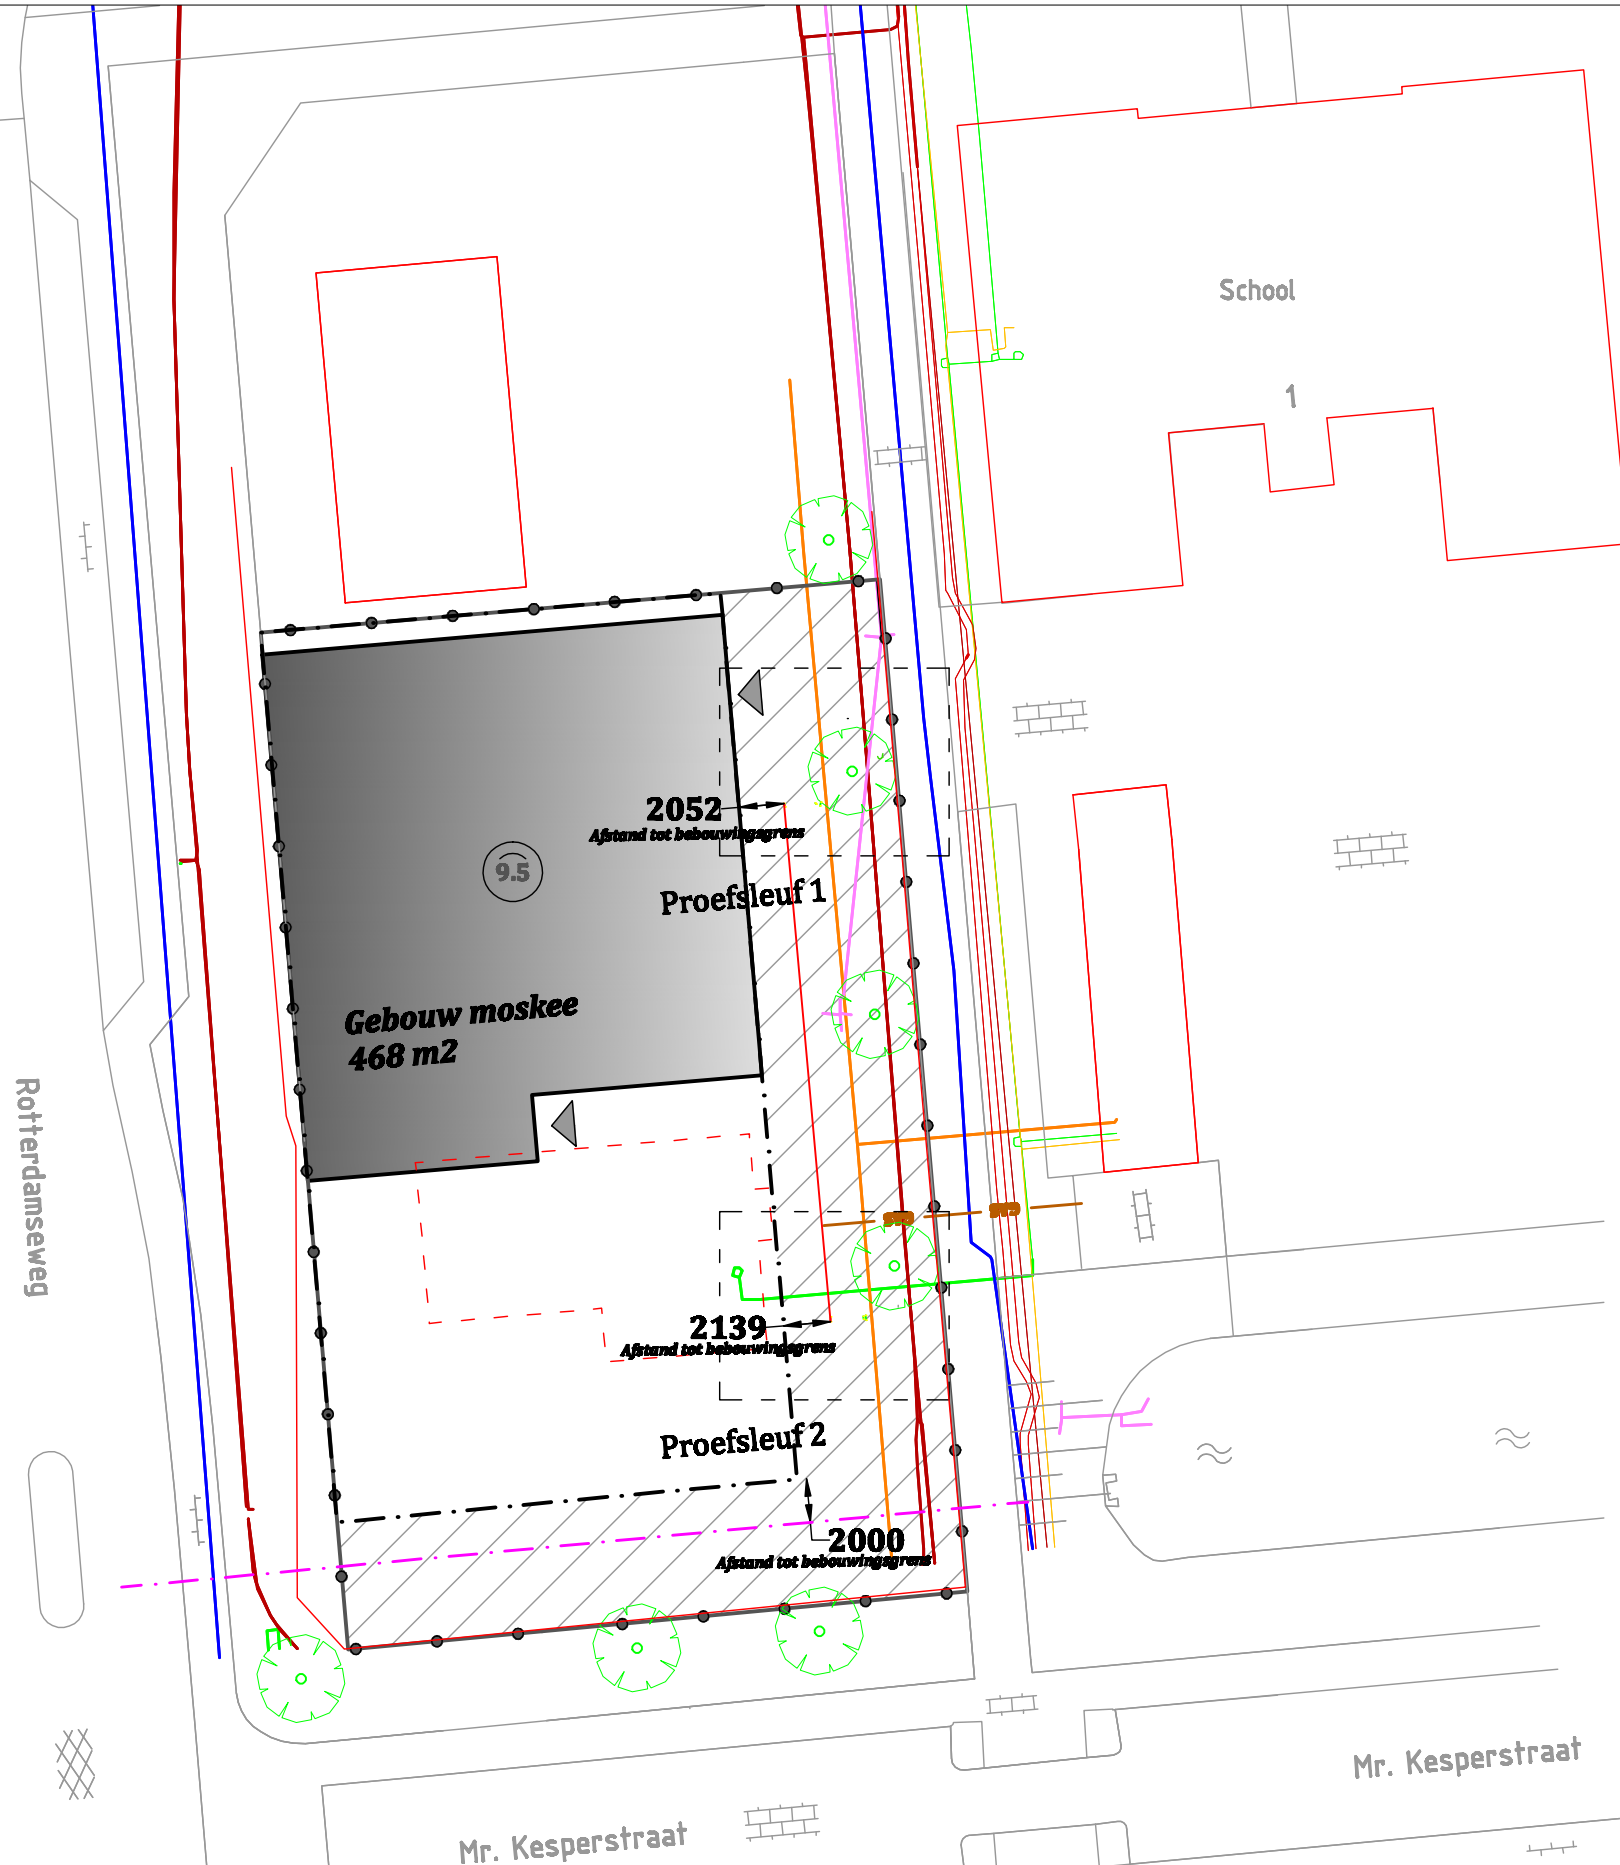 School
1
2052
Afstand tot bebouwingsgrens
9.5
Proefsleuf 1
Gebouw moskee
468 m2
Rotterdamseweg
2139
Afstand tot bebouwingsgrens
Proefsleuf 2
2000
Afstand tot bebouwingsgrens
Mr. Kesperstraat
Mr. Kesperstraat